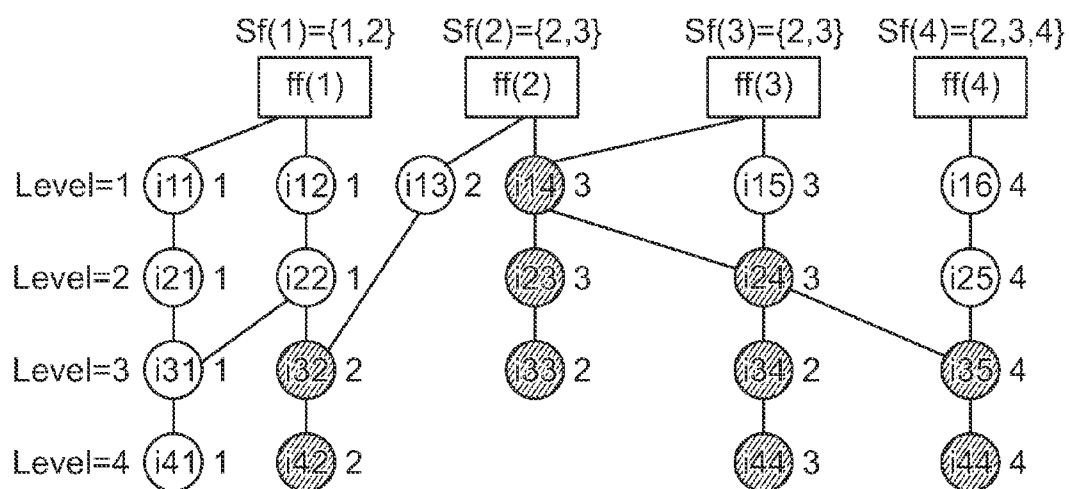 Sf(1)={1,2} Sf(2)={2,3} Sf(3)={2,3} Sf(4)={2,3,4}
ff(1) ff(2) ff(3) ff(4)
Level=1 i11 1 i12 1 i13 2 i14 3 i15 3 i16 4
Level=2 i21 1 i22 1 i23 3 i24 3 i25 4
Level=3 i31 1 i32 2 i33 2 i34 2 i35 4
Level=4 i41 1 i42 2 i44 3 i44 4